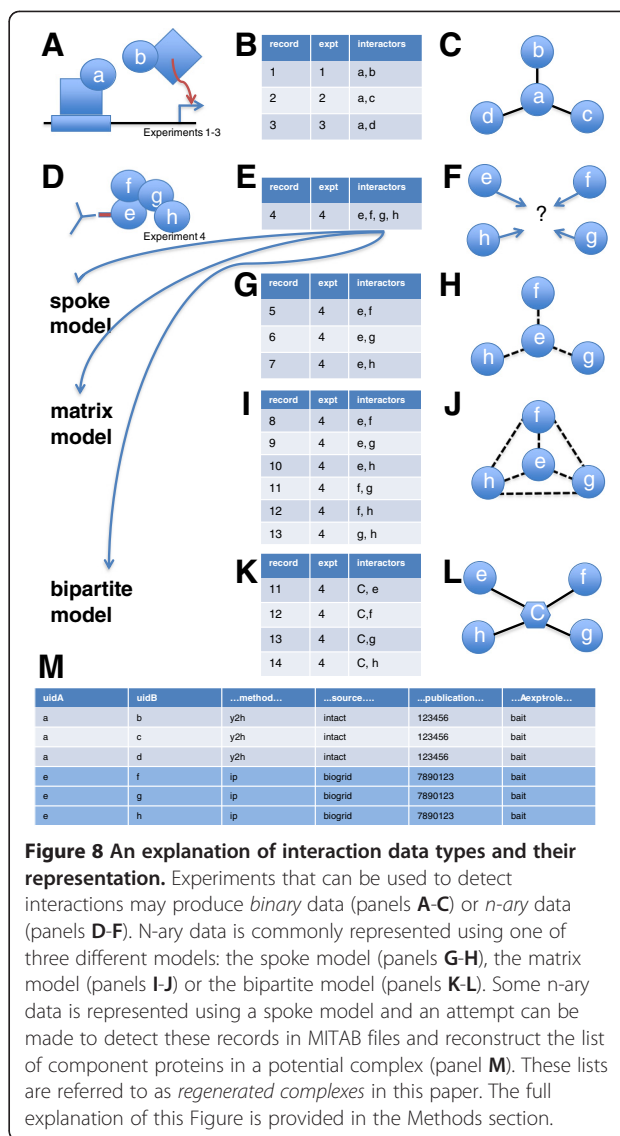 A
b
a
Experiments 1-3
B
record expt interactors
1 1 a, b
2 2 a, c
3 3 a, d
C
b
a
d
c
D
f
g
e
h
Experiment 4
E
record expt interactors
4 4 e, f, g, h
F
e
f
?
h
g
spoke
model
G
record expt interactors
5 4 e, f
6 4 e, g
7 4 e, h
H
f
e
h
g
matrix
model
I
record expt interactors
8 4 e, f
9 4 e, g
10 4 e, h
11 4 f, g
12 4 f, h
13 4 g, h
J
f
e
h
g
bipartite
model
K
record expt interactors
11 4 C, e
12 4 C,f
13 4 C,g
14 4 C, h
L
e
f
C
h
g
M
uidA uidB ...method... ...source.... ...publication... ...Aexpt-role...
a b y2h intact 123456 bait
a c y2h intact 123456 bait
a d y2h intact 123456 bait
e f ip biogrid 7890123 bait
e g ip biogrid 7890123 bait
e h ip biogrid 7890123 bait
Figure 8 An explanation of interaction data types and their
representation. Experiments that can be used to detect
interactions may produce binary data (panels A-C) or n-ary data
(panels D-F). N-ary data is commonly represented using one of
three different models: the spoke model (panels G-H), the matrix
model (panels I-J) or the bipartite model (panels K-L). Some n-ary
data is represented using a spoke model and an attempt can be
made to detect these records in MITAB files and reconstruct the list
of component proteins in a potential complex (panel M). These lists
are referred to as regenerated complexes in this paper. The full
explanation of this Figure is provided in the Methods section.